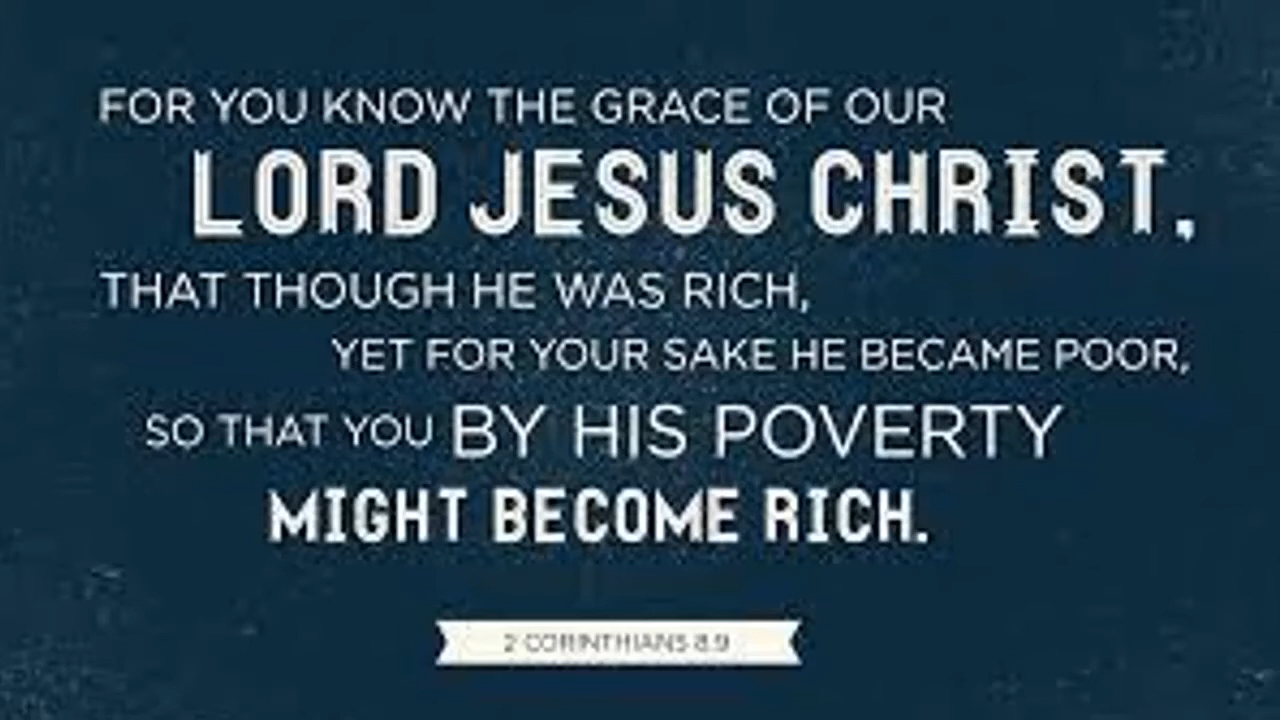 FOR YOU KNOW THE GRACE OF OUR
LORD JESUS CHRIST,
THAT THOUGH HE WAS RICH,
YET FOR YOUR SAKE HE BECAME POOR,
SO THAT YOU BY HIS POVERTY
MIGHT BECOME RICH.
2 CORINTHIANS 8:9